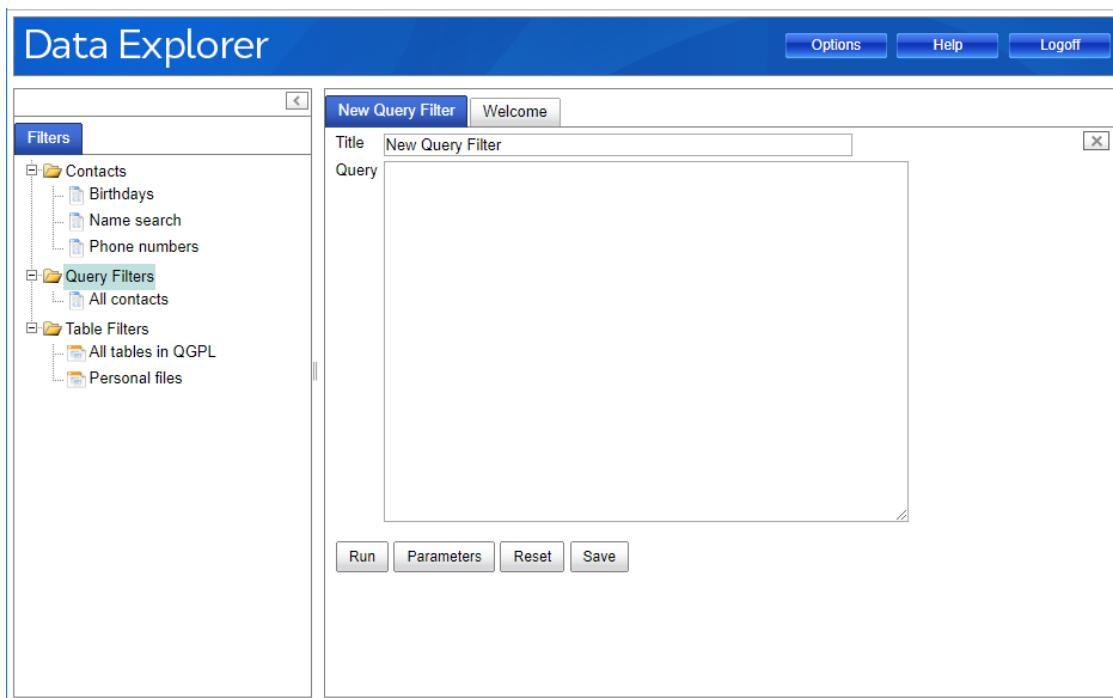 Data Explorer
Options Help Logoff
Filters
Contacts
Birthdays
Name search
Phone numbers
Query Filters
All contacts
Table Filters
All tables in QGPL
Personal files
New Query Filter Welcome
Title New Query Filter
Query
Run Parameters Reset Save